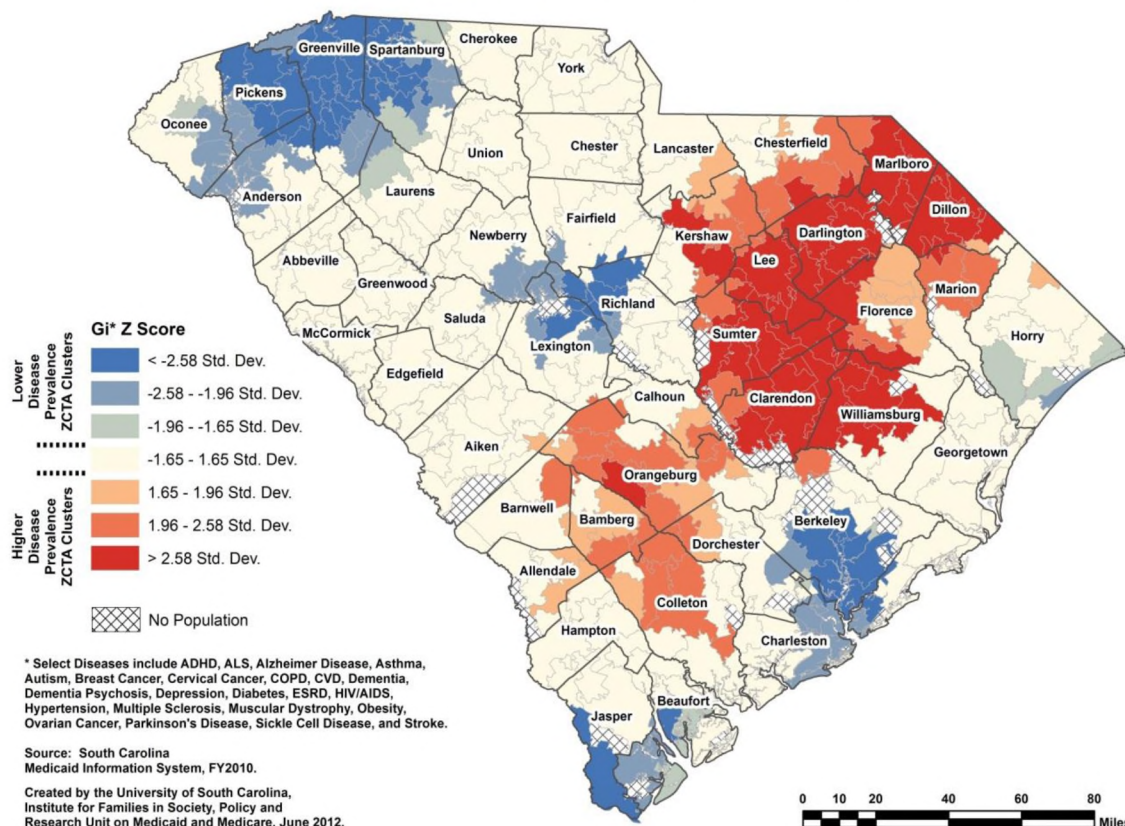 Cherokee
Greenville
Spartanburg
York
Pickens
Oconee
Union
Chester
Lancaster
Chesterfield
Marlboro
Anderson
Laurens
Dillon
Fairfield
Newberry
Kershaw
Darlington
Lee
Abbeville
Greenwood
Richland
Marion
Florence
Saluda
McCormick
Sumter
Horry
Lexington
Edgefield
Calhoun
Clarendon
Williamsburg
Aiken
Georgetown
Orangeburg
Barnwell
Bamberg
Berkeley
Dorchester
Allendale
Colleton
Hampton
Charleston
Beaufort
Jasper
Gi* Z Score
Lower
Disease
Prevalence
ZCTA Clusters
< -2.58 Std. Dev.
-2.58 - -1.96 Std. Dev.
-1.96 - -1.65 Std. Dev.
-1.65 - 1.65 Std. Dev.
Higher
Disease
Prevalence
ZCTA Clusters
1.65 - 1.96 Std. Dev.
1.96 - 2.58 Std. Dev.
> 2.58 Std. Dev.
No Population
* Select Diseases include ADHD, ALS, Alzheimer Disease, Asthma,
Autism, Breast Cancer, Cervical Cancer, COPD, CVD, Dementia,
Dementia Psychosis, Depression, Diabetes, ESRD, HIV/AIDS,
Hypertension, Multiple Sclerosis, Muscular Dystrophy, Obesity,
Ovarian Cancer, Parkinson's Disease, Sickle Cell Disease, and Stroke.
Source: South Carolina
Medicaid Information System, FY2010.
Created by the University of South Carolina,
Institute for Families in Society, Policy and
Research Unit on Medicaid and Medicare, June 2012.
0 10 20 40 60 80
Miles